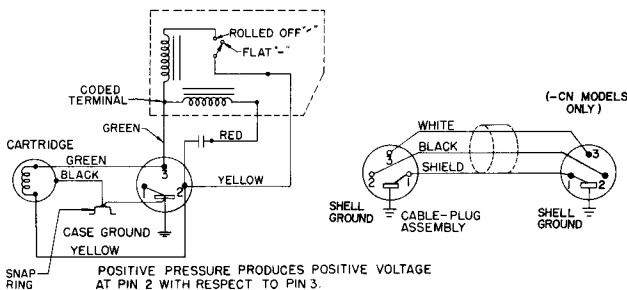 ROLLED OFF "⌐"
FLAT "–"
CODED
TERMINAL
GREEN
RED
CARTRIDGE
GREEN
BLACK
3
1
2
YELLOW
CASE GROUND
YELLOW
SNAP
RING
POSITIVE PRESSURE PRODUCES POSITIVE VOLTAGE
AT PIN 2 WITH RESPECT TO PIN 3.
(-CN MODELS
ONLY)
WHITE
BLACK
SHIELD
3
2
1
3
1
2
SHELL
GROUND
CABLE-PLUG
ASSEMBLY
SHELL
GROUND